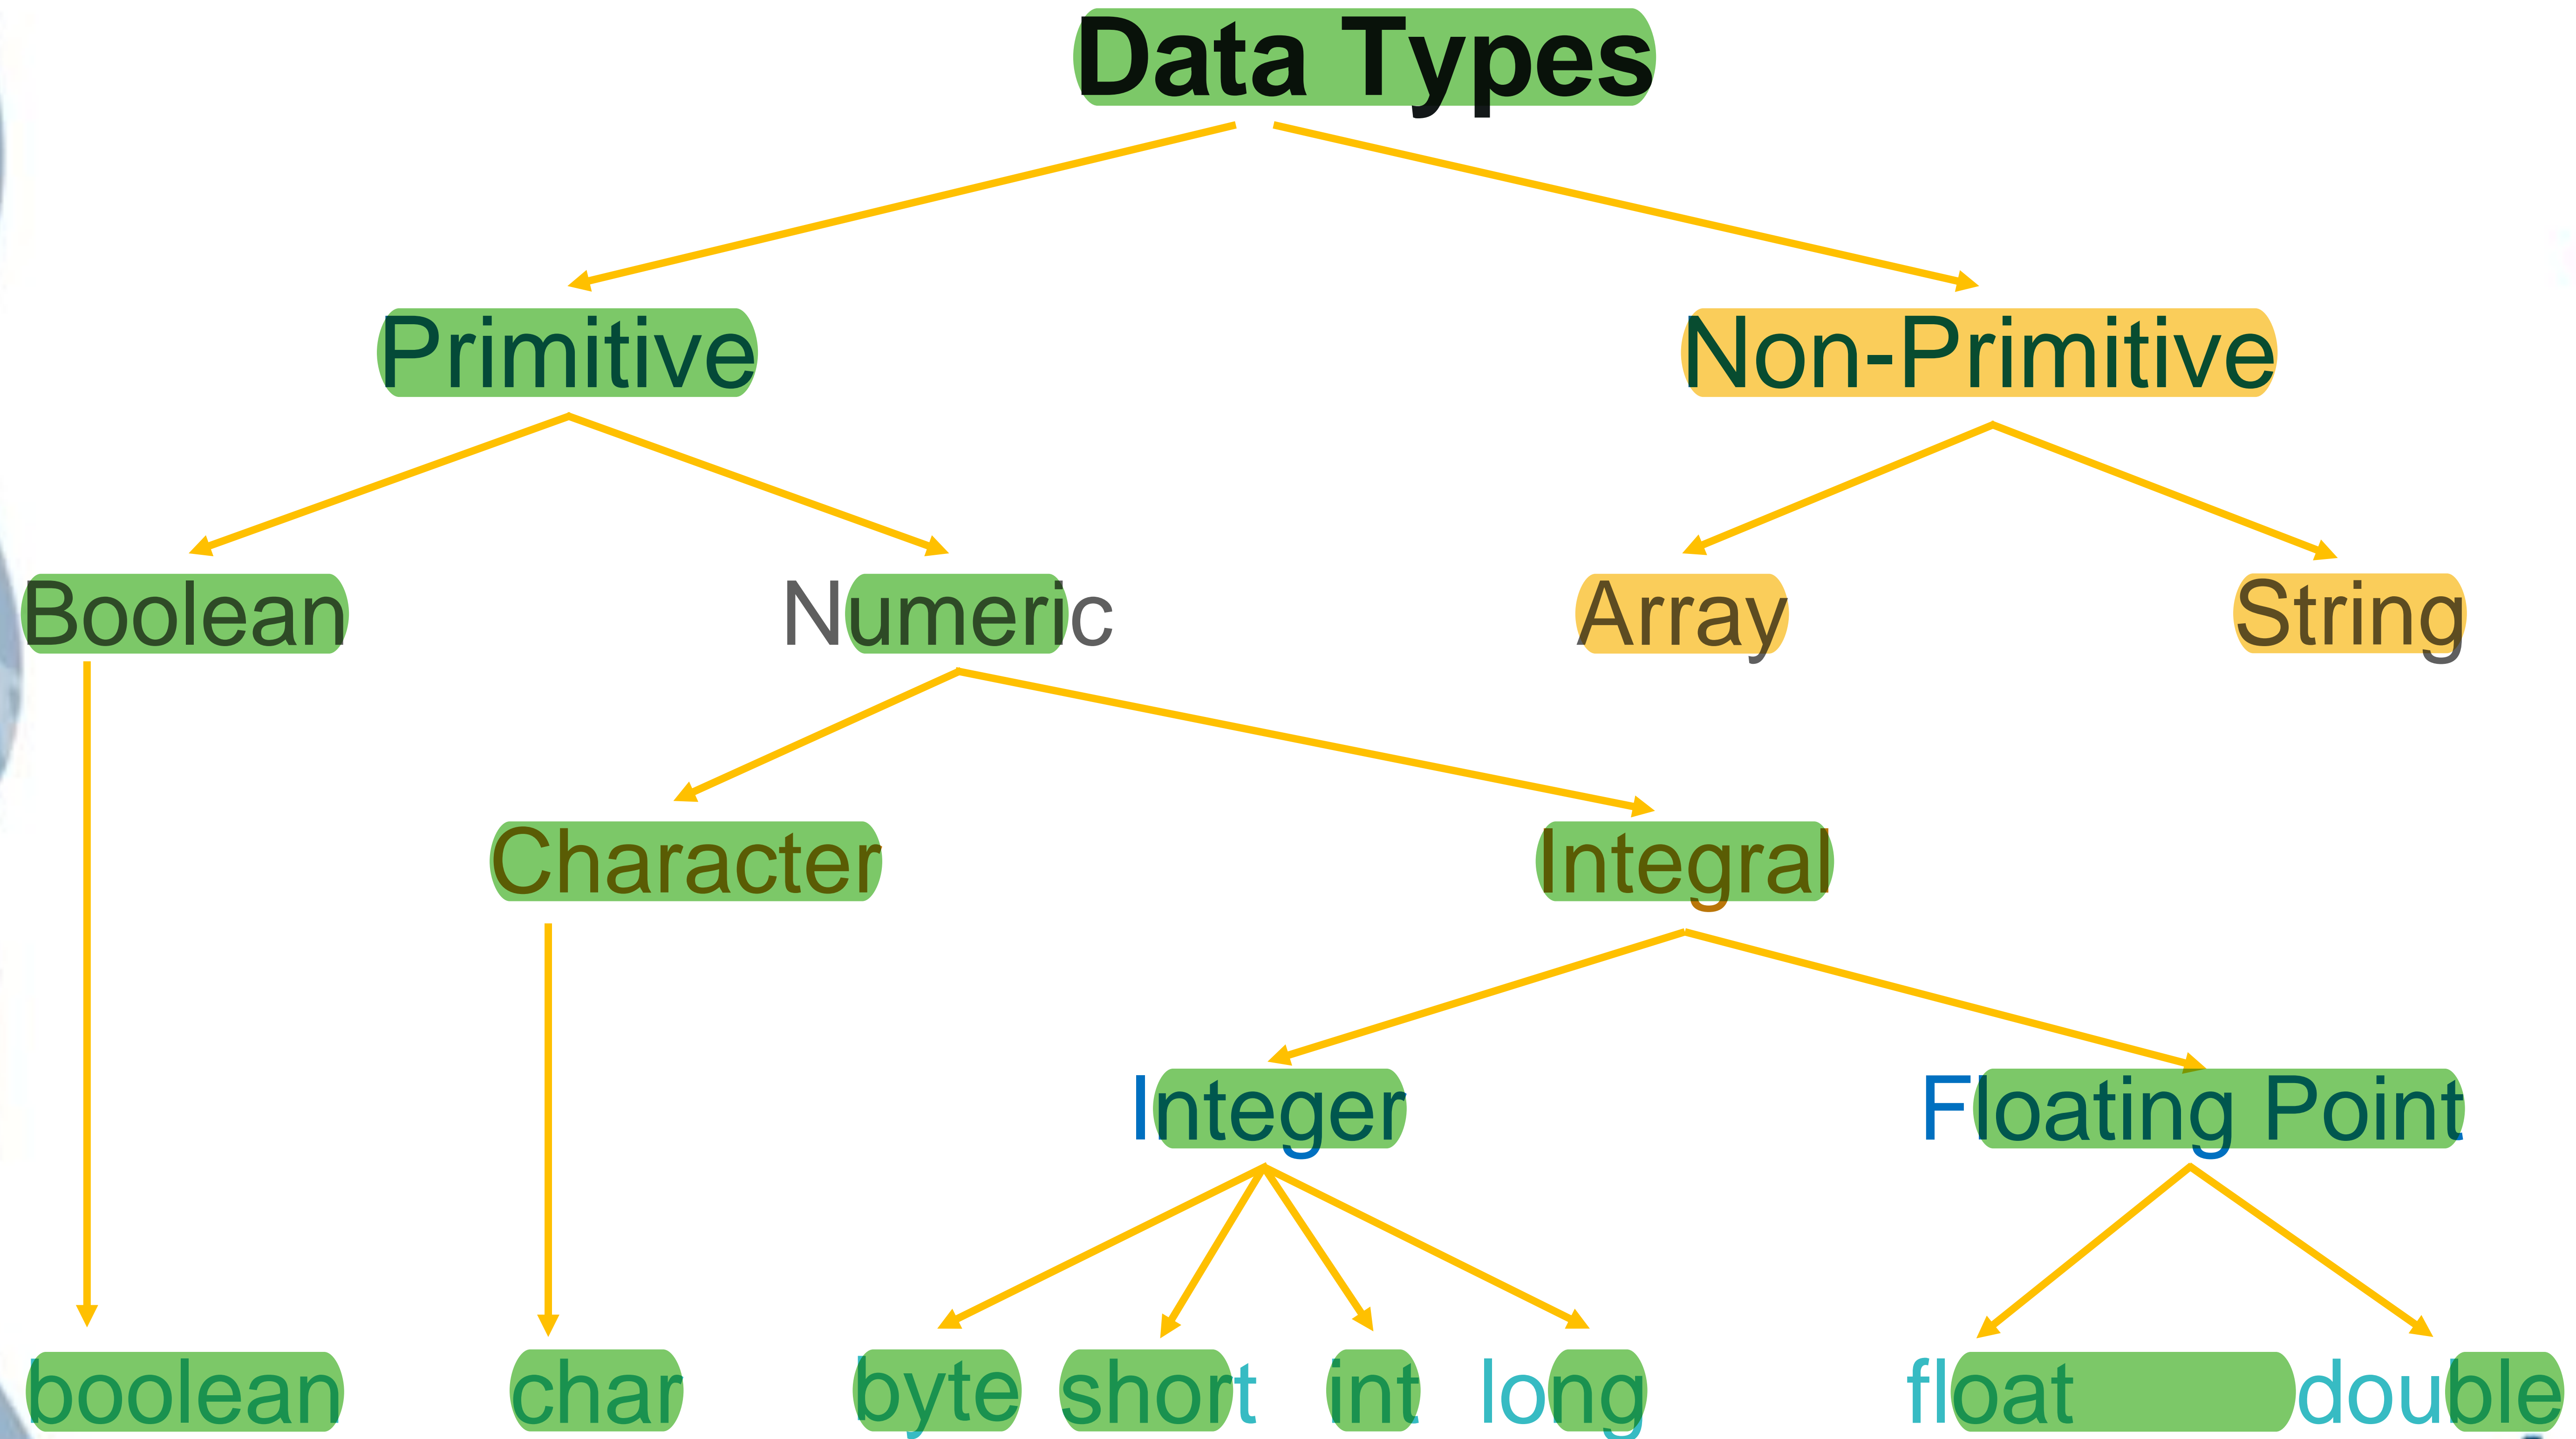 Data Types
Primitive Non-Primitive
Boolean Numeric Array String
Character Integral
Integer Floating Point
boolean char byte short int long float double